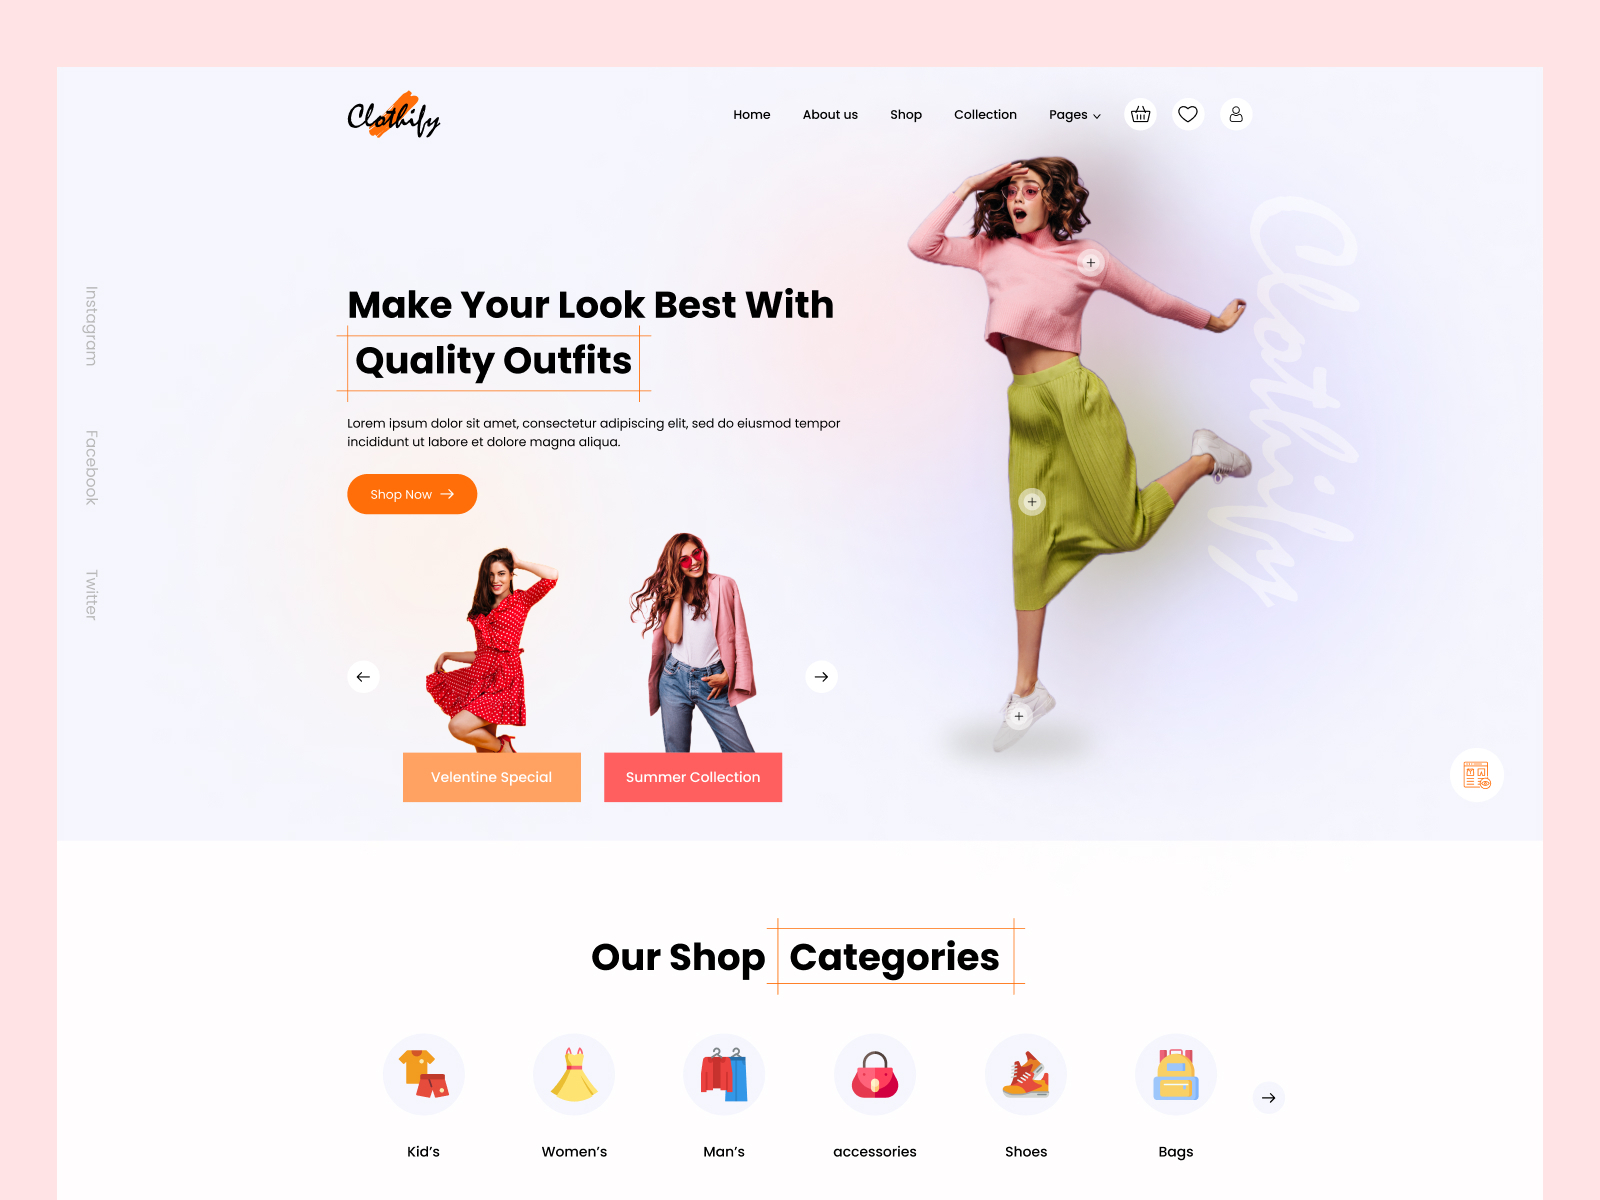 Clothify
Home
About us
Shop
Collection
Pages
Clothify
Instagram
Facebook
Twitter
Make Your Look Best With
Quality Outfits
Lorem ipsum dolor sit amet, consectetur adipiscing elit, sed do eiusmod tempor
incididunt ut labore et dolore magna aliqua.
Shop Now
Velentine Special
Summer Collection
Our Shop Categories
Kid's
Women's
Man's
accessories
Shoes
Bags